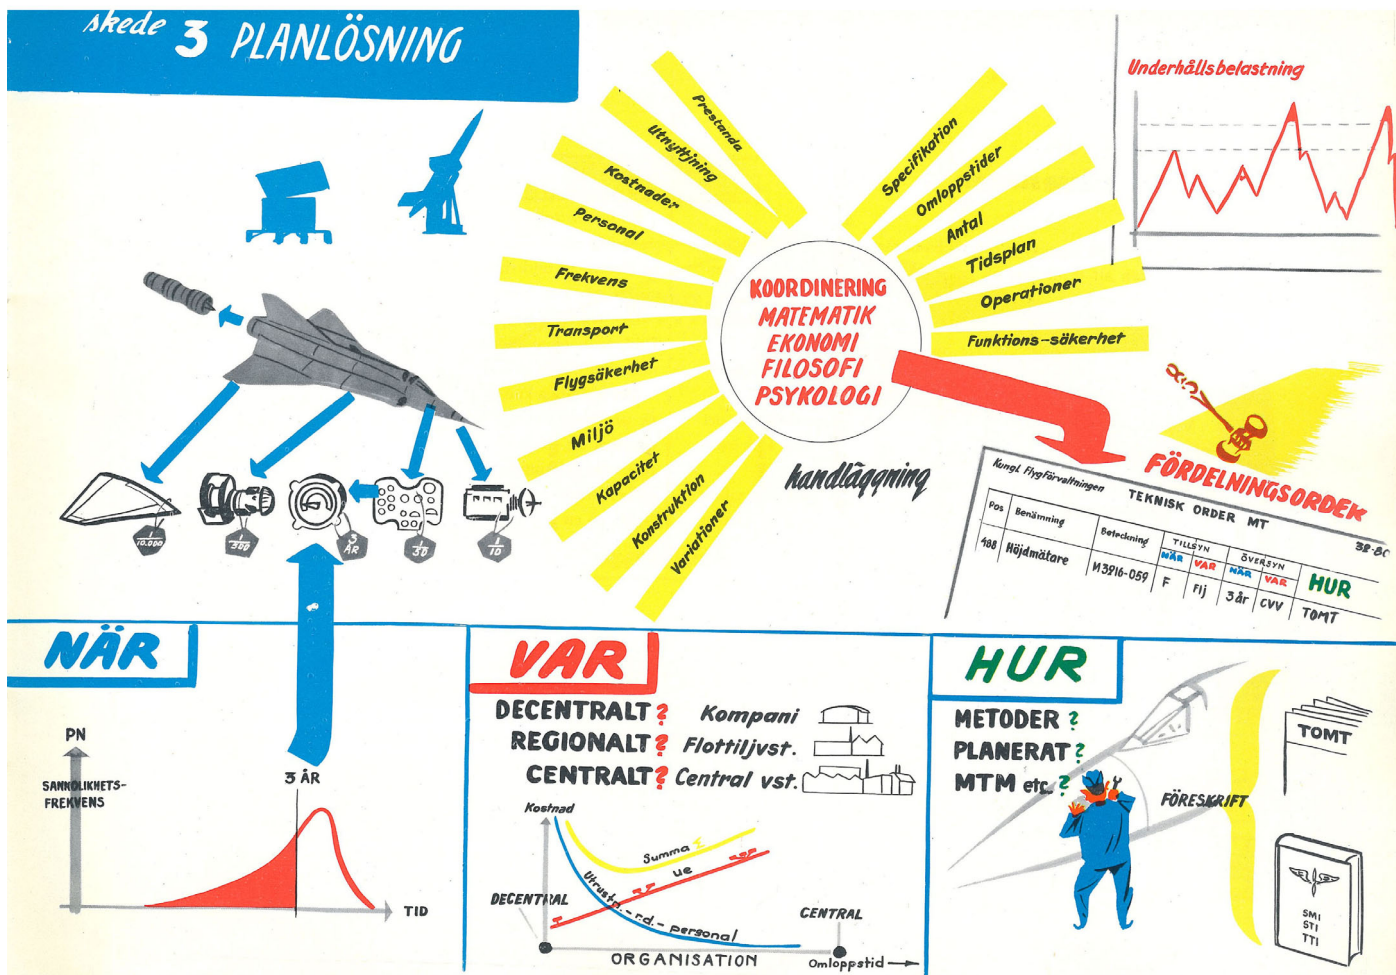 skede 3 PLANLÖSNING
Prestanda
Utnyttjning
Kostnader
Personal
Frekvens
Transport
Flygsäkerhet
Miljö
Kapacitet
Konstruktion
Variationer
Specifikation
Omloppstider
Antal
Tidsplan
Operationer
Funktions-säkerhet
KOORDINERING
MATEMATIK
EKONOMI
FILOSOFI
PSYKOLOGI
handläggning
Underhållsbelastning
FÖRDELNINGSORDER
Kungl. Flygförvaltningen
TEKNISK ORDER MT
Pos
Benämning
Beteckning
TILLSYN
ÖVERSYN
NÄR
VAR
NÄR
VAR
HUR
488
Höjdmätare
M3916-059
F
Flj
3 år
CVV
TOMT
1/10.000
1/300
3 ÅR
1/50
1/10
NÄR
PN
SANNOLIKHETS-
FREKVENS
3 ÅR
TID
VAR
DECENTRALT? Kompani
REGIONALT? Flottiljvst.
CENTRALT? Central vst.
Kostnad
Summa
ue
Utrustn.-r.d.-personal
DECENTRAL
CENTRAL
ORGANISATION
Omloppstid
HUR
METODER ?
PLANERAT?
MTM etc. ?
FÖRESKRIFT
TOMT
SMI
STI
TTI